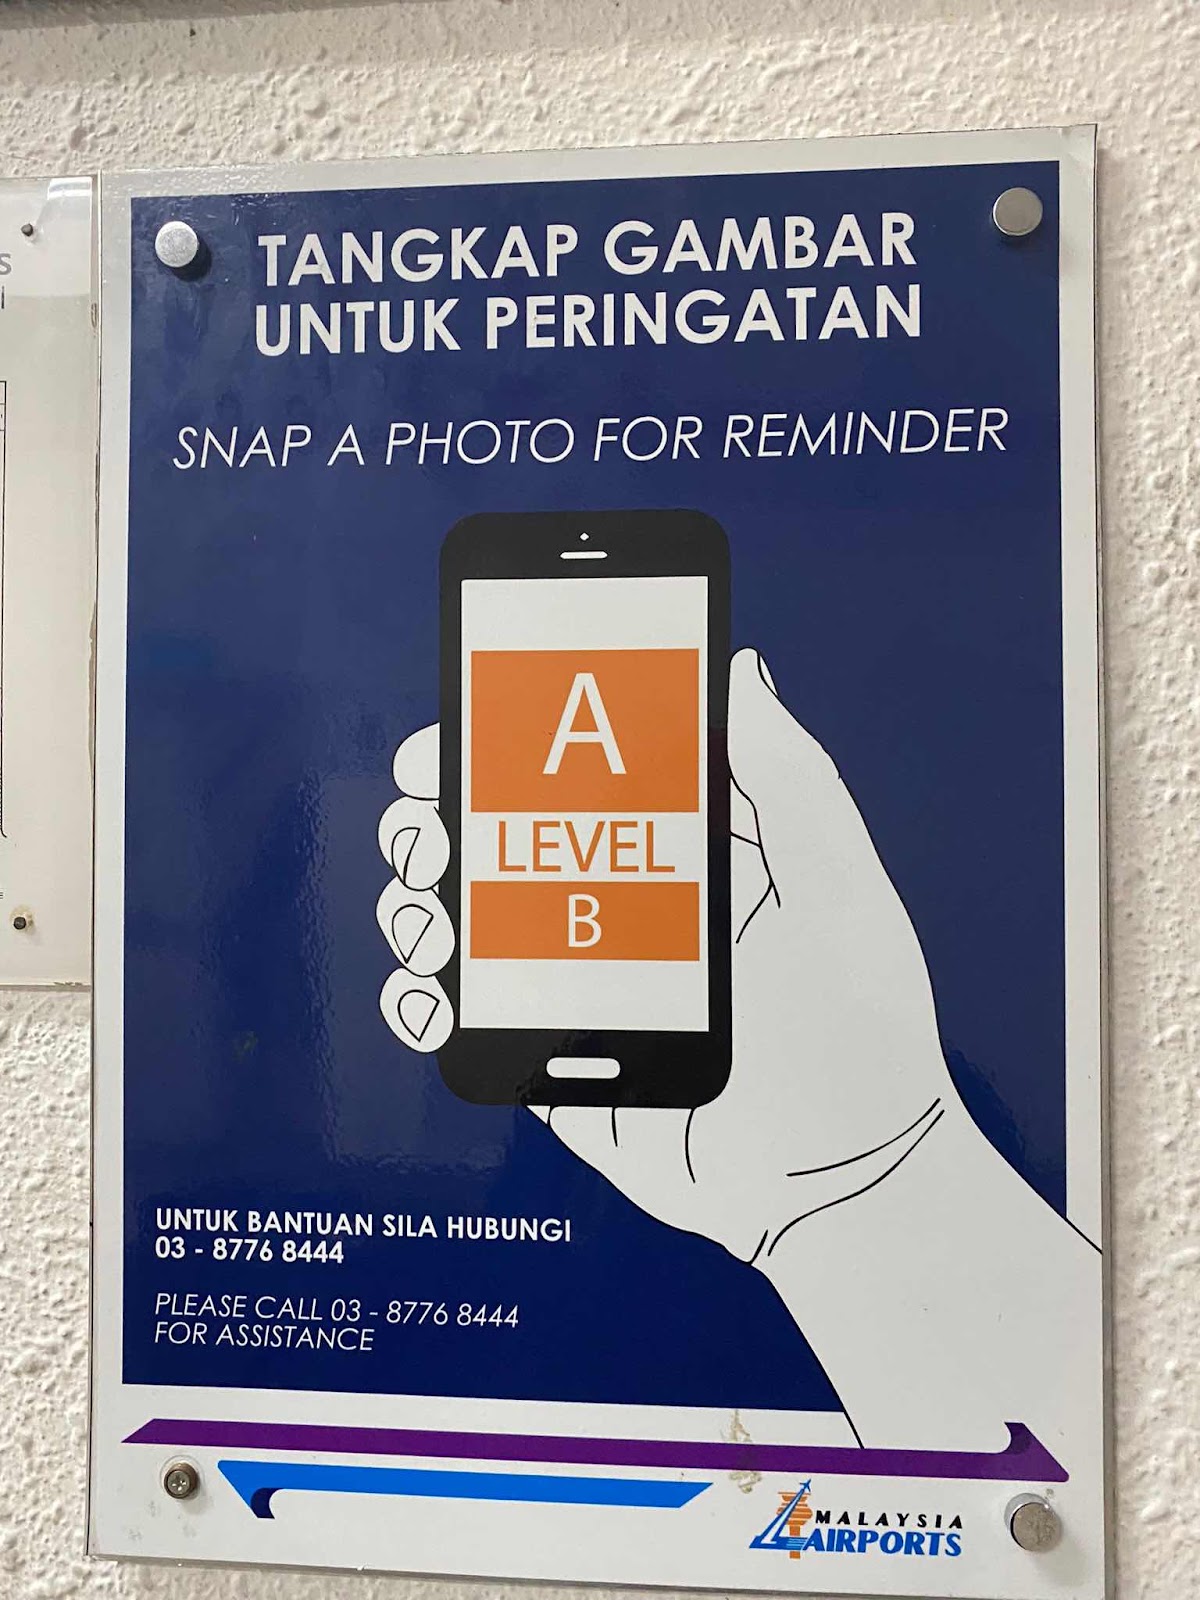 TANGKAP GAMBAR
UNTUK PERINGATAN
SNAP A PHOTO FOR REMINDER
A
LEVEL
B
UNTUK BANTUAN SILA HUBUNGI
03 - 8776 8444
PLEASE CALL 03 - 8776 8444
FOR ASSISTANCE
MALAYSIA
AIRPORTS